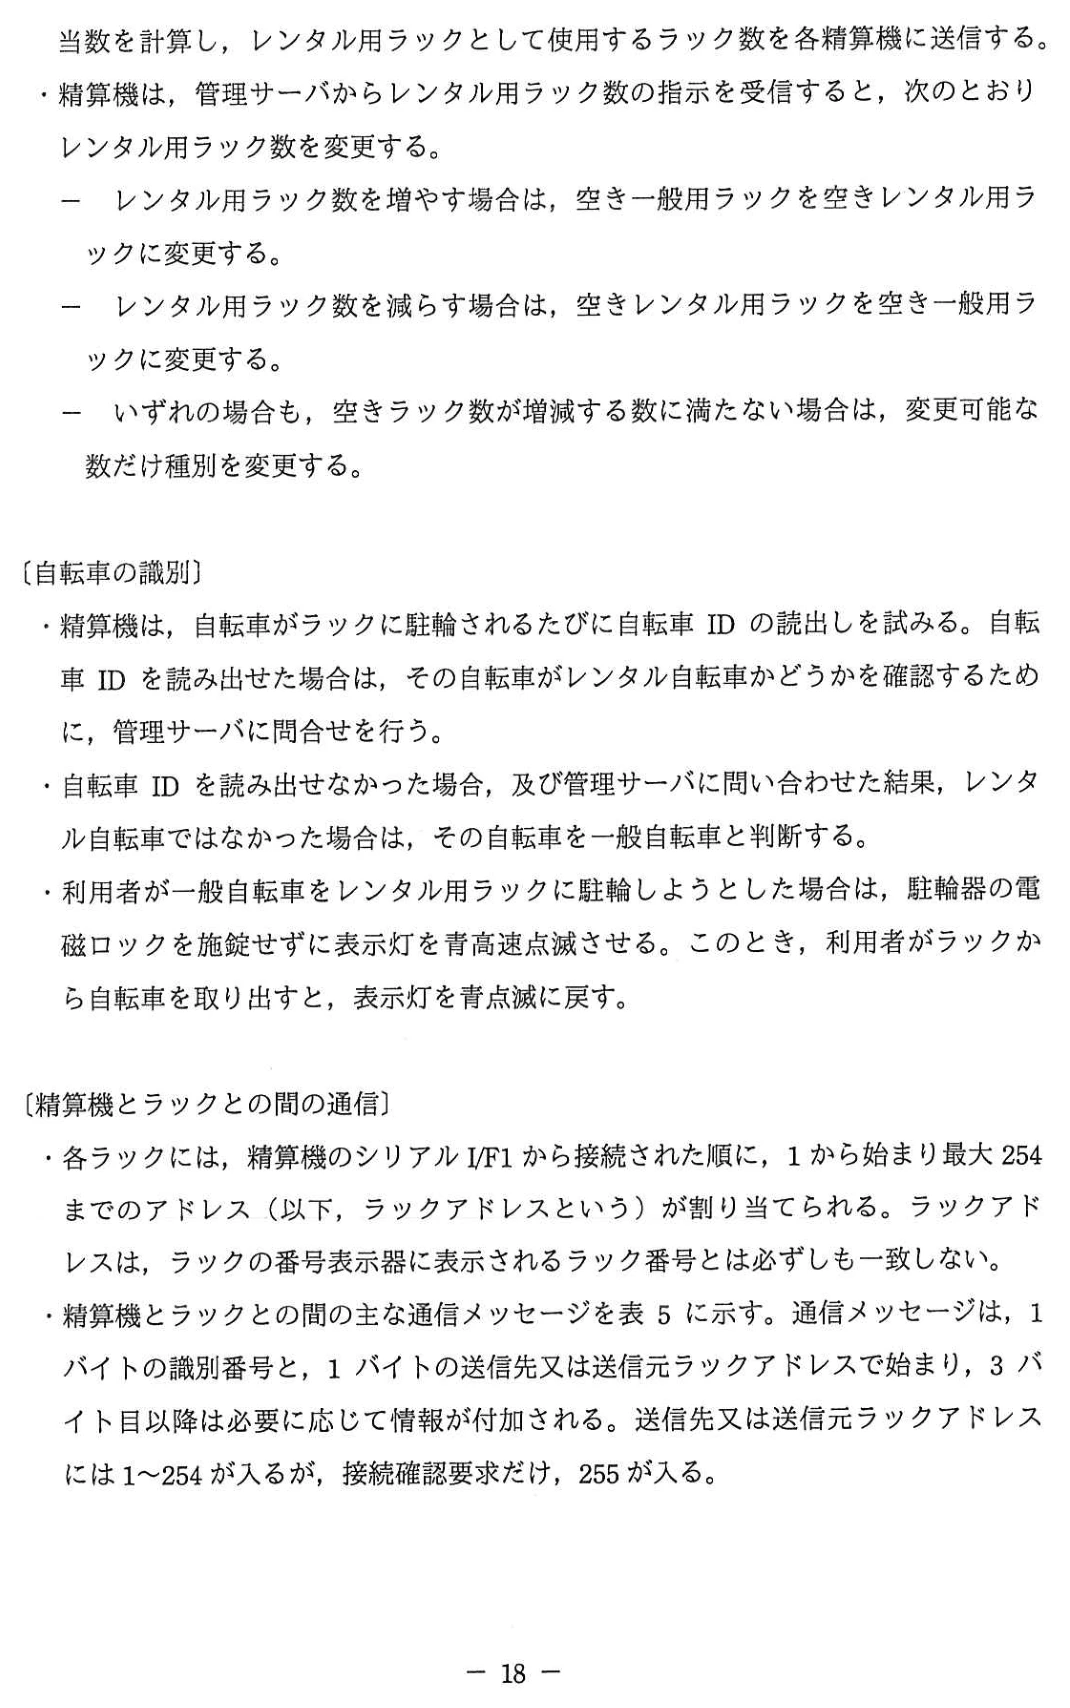 当数を計算し，レンタル用ラックとして使用するラック数を各精算機に送信する。
・精算機は，管理サーバからレンタル用ラック数の指示を受信すると，次のとおり
レンタル用ラック数を変更する。
－　レンタル用ラック数を増やす場合は，空き一般用ラックを空きレンタル用ラ
ックに変更する。
－　レンタル用ラック数を減らす場合は，空きレンタル用ラックを空き一般用ラ
ックに変更する。
－　いずれの場合も，空きラック数が増減する数に満たない場合は，変更可能な
数だけ種別を変更する。
〔自転車の識別〕
・精算機は，自転車がラックに駐輪されるたびに自転車 ID の読出しを試みる。自転
車 ID を読み出せた場合は，その自転車がレンタル自転車かどうかを確認するため
に，管理サーバに問合せを行う。
・自転車 ID を読み出せなかった場合，及び管理サーバに問い合わせた結果，レンタ
ル自転車ではなかった場合は，その自転車を一般自転車と判断する。
・利用者が一般自転車をレンタル用ラックに駐輪しようとした場合は，駐輪器の電
磁ロックを施錠せずに表示灯を青高速点滅させる。このとき，利用者がラックか
ら自転車を取り出すと，表示灯を青点滅に戻す。
〔精算機とラックとの間の通信〕
・各ラックには，精算機のシリアル I/F1 から接続された順に，1 から始まり最大 254
までのアドレス（以下，ラックアドレスという）が割り当てられる。ラックアド
レスは，ラックの番号表示器に表示されるラック番号とは必ずしも一致しない。
・精算機とラックとの間の主な通信メッセージを表 5 に示す。通信メッセージは，1
バイトの識別番号と，1 バイトの送信先又は送信元ラックアドレスで始まり，3 バ
イト目以降は必要に応じて情報が付加される。送信先又は送信元ラックアドレス
には 1～254 が入るが，接続確認要求だけ，255 が入る。
－ 18 －